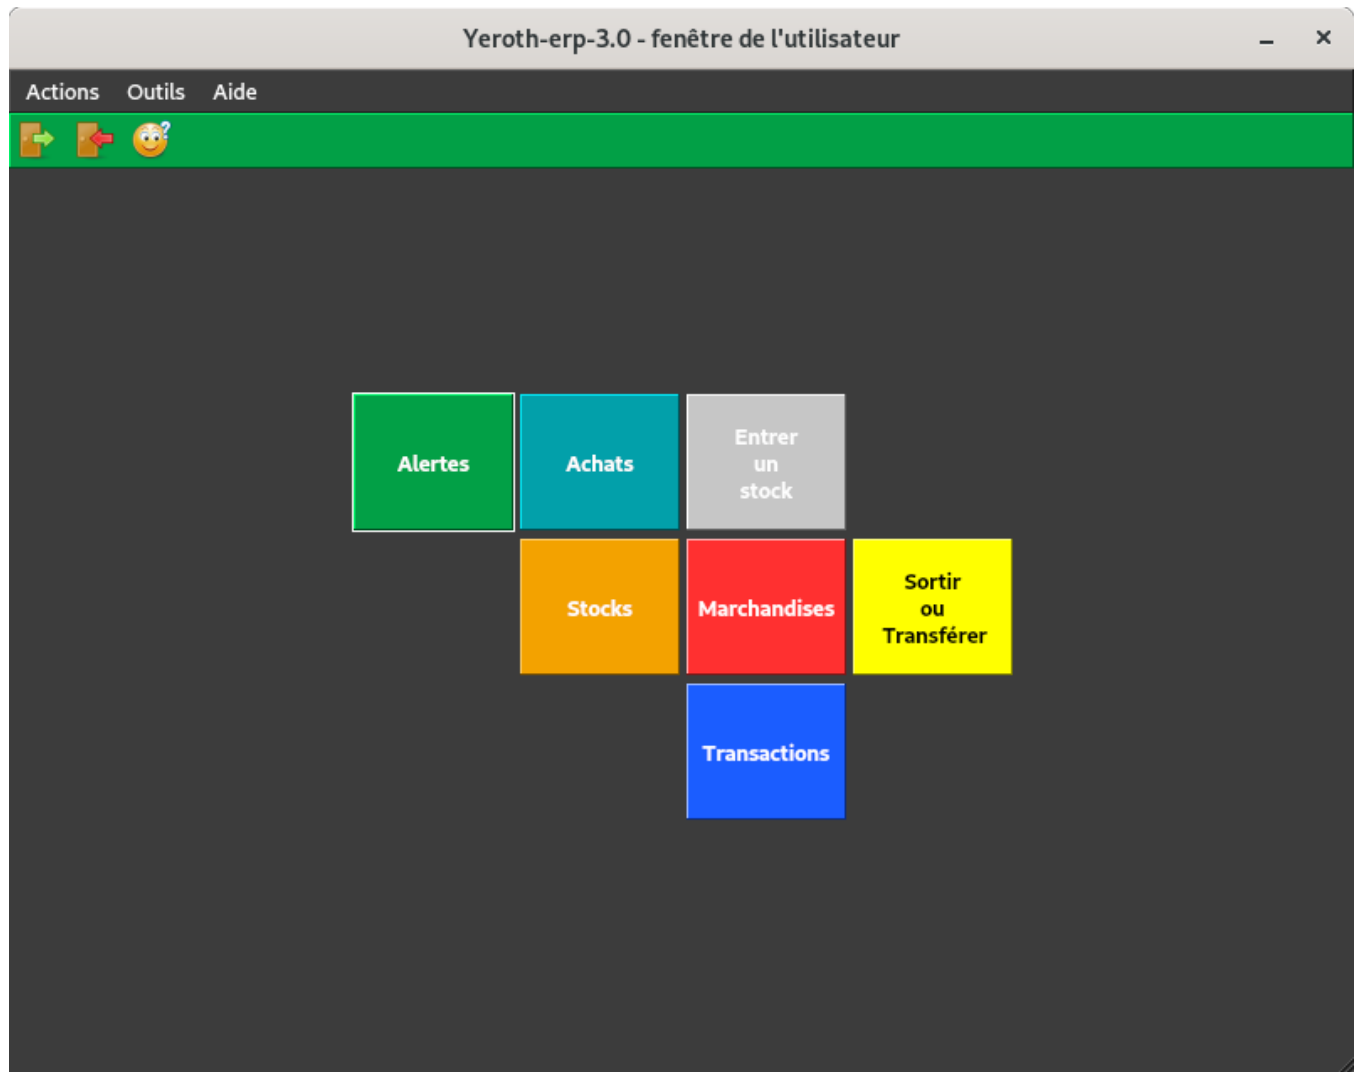 Yeroth-erp-3.0 - fenêtre de l'utilisateur
Actions Outils Aide
Alertes
Achats
Entrer
un
stock
Stocks
Marchandises
Sortir
ou
Transférer
Transactions